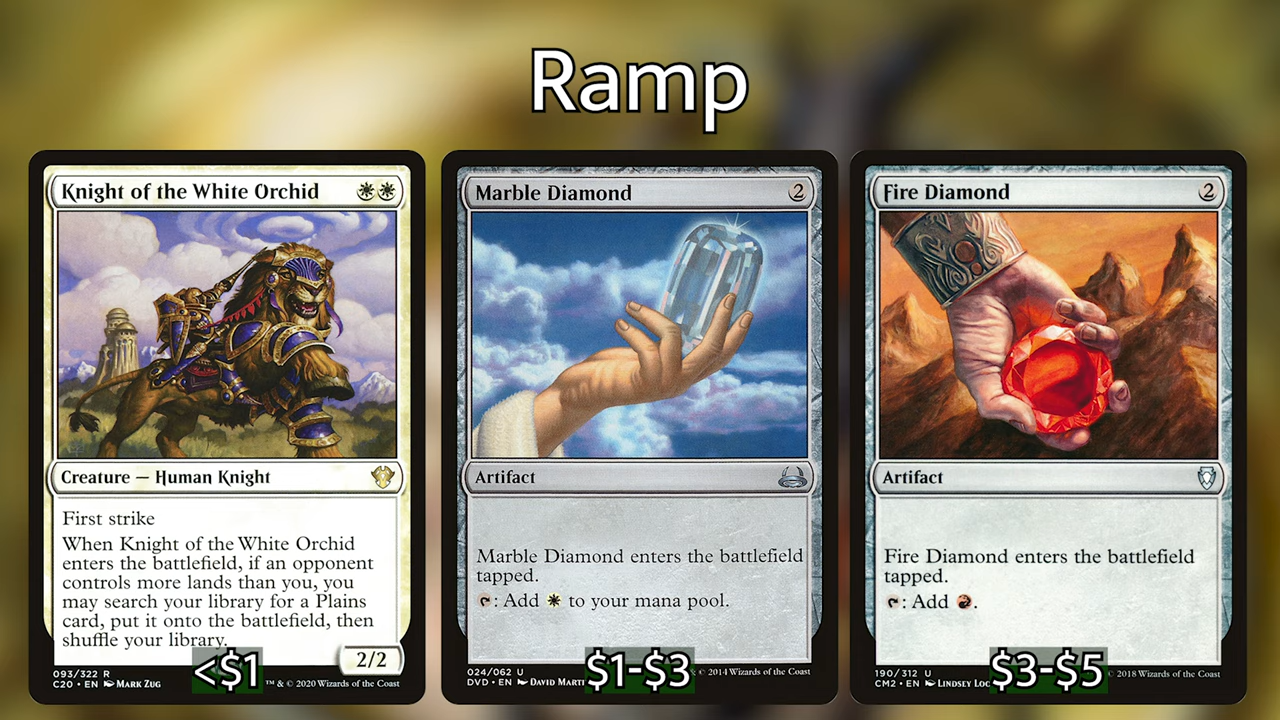 Ramp
Knight of the White Orchid
Creature — Human Knight
First strike
When Knight of the White Orchid
enters the battlefield, if an opponent
controls more lands than you, you
may search your library for a Plains
card, put it onto the battlefield, then
shuffle your library.
2/2
093/322 R
C20 • EN MARK ZUG
™ & © 2020 Wizards of the Coast
<$1
Marble Diamond 2
Artifact
Marble Diamond enters the battlefield
tapped.
: Add to your mana pool.
024/062 U
DVD • EN DAVID
© 2014 Wizards of the Coast
$1-$3
Fire Diamond 2
Artifact
Fire Diamond enters the battlefield
tapped.
: Add .
190/312 U
CM2 • EN LINDSEY
© 2018 Wizards of the Coast
$3-$5